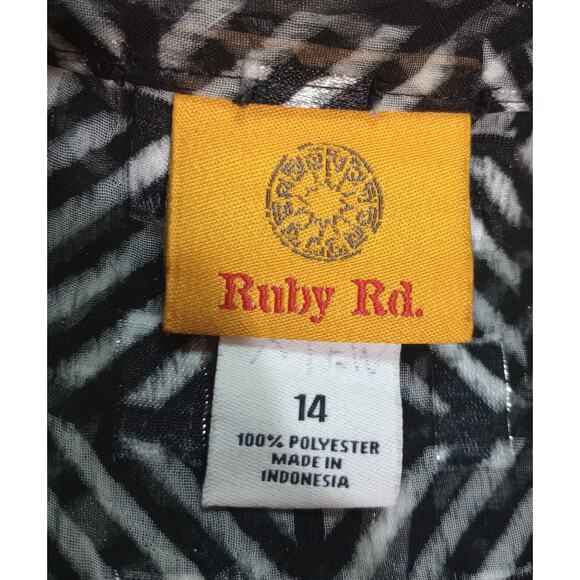 Ruby Rd.
14
100% POLYESTER
MADE IN
INDONESIA